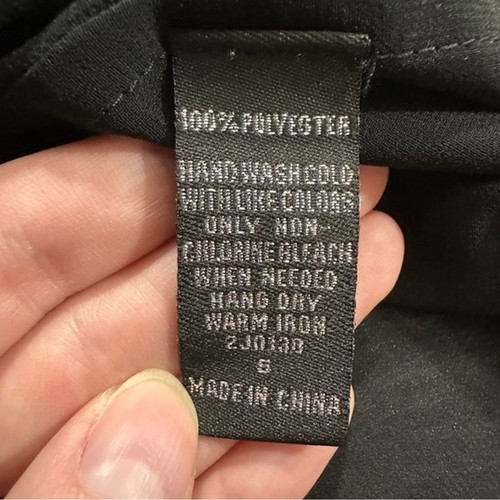 100% POLYESTER
HAND WASH COLD
WITH LIKE COLORS
ONLY NON-
CHLORINE BLEACH
WHEN NEEDED
HANG DRY
WARM IRON
2J0130
S
MADE IN CHINA